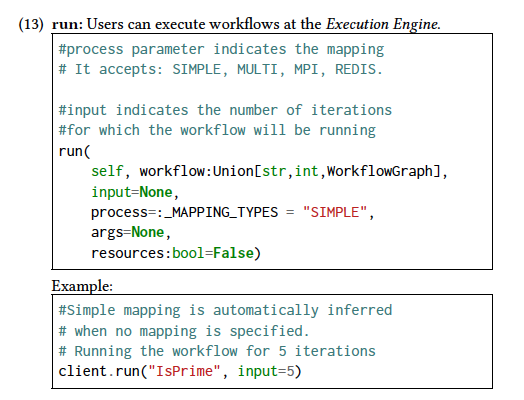 (13) run: Users can execute workflows at the Execution Engine.
#process parameter indicates the mapping
# It accepts: SIMPLE, MULTI, MPI, REDIS.
#input indicates the number of iterations
#for which the workflow will be running
run(
self, workflow:Union[str,int,WorkflowGraph],
input=None,
process=:_MAPPING_TYPES = "SIMPLE",
args=None,
resources:bool=False)
Example:
#Simple mapping is automatically inferred
# when no mapping is specified.
# Running the workflow for 5 iterations
client.run("IsPrime", input=5)